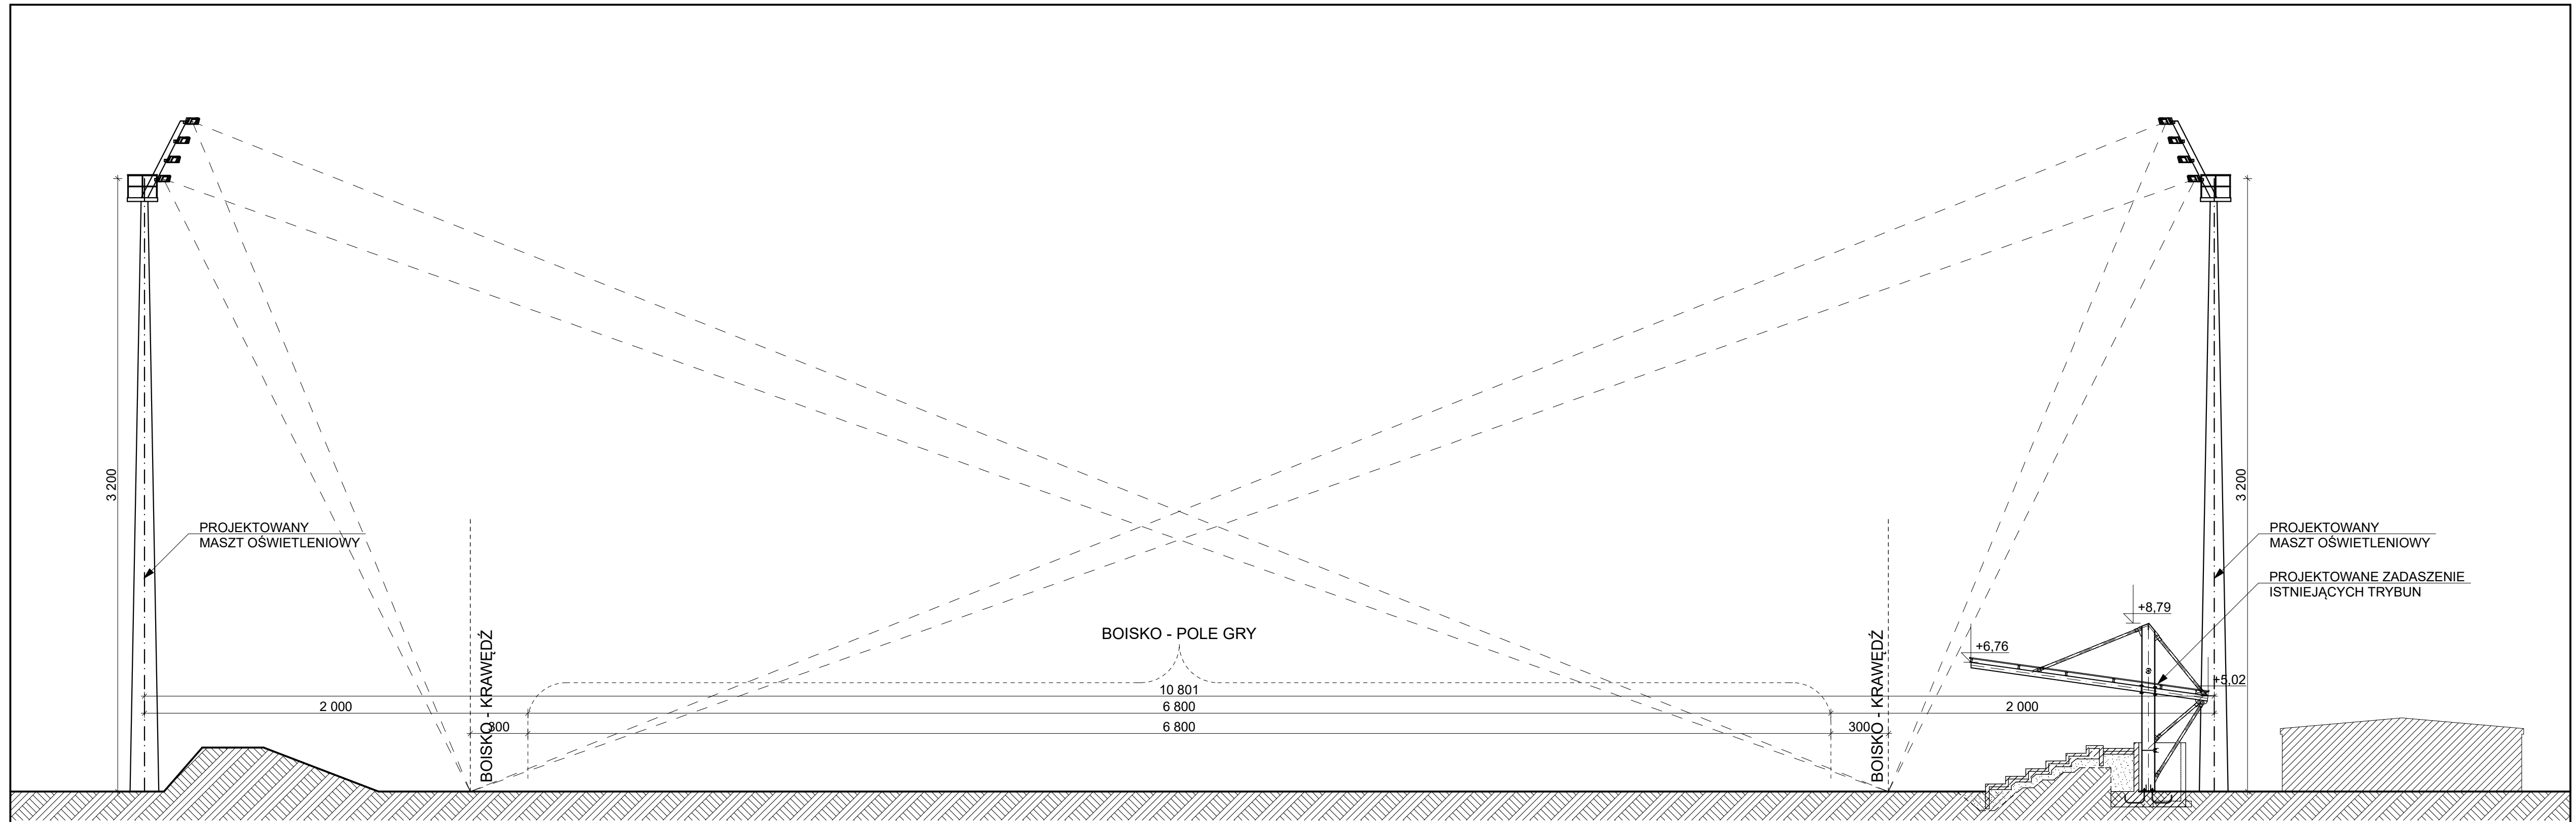 3 200
PROJEKTOWANY
MASZT OŚWIETLENIOWY
BOISKO - KRAWĘDŹ
BOISKO - POLE GRY
10 801
2 000
6 800
2 000
300
6 800
300
BOISKO - KRAWĘDŹ
+8,79
+6,76
+5,02
3 200
PROJEKTOWANY
MASZT OŚWIETLENIOWY
PROJEKTOWANE ZADASZENIE
ISTNIEJĄCYCH TRYBUN